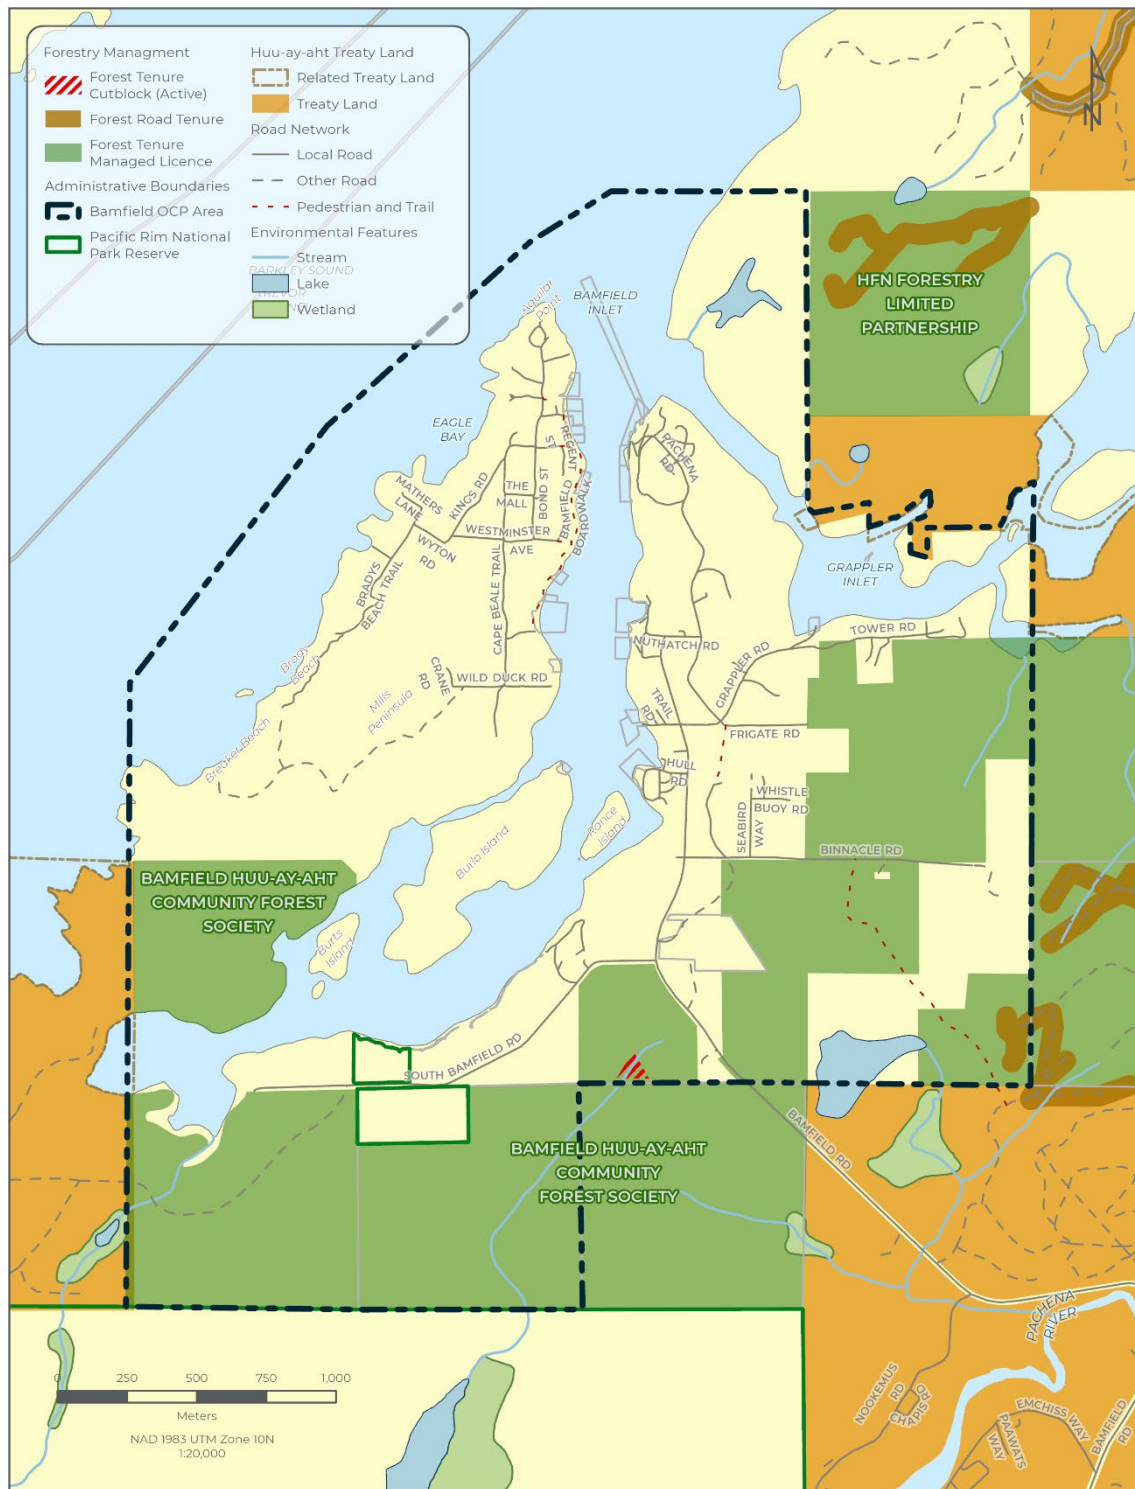 Forestry Managment
Forest Tenure
Cutblock (Active)
Forest Road Tenure
Forest Tenure
Managed Licence
Administrative Boundaries
Bamfield OCP Area
Pacific Rim National
Park Reserve
Huu-ay-aht Treaty Land
Related Treaty Land
Treaty Land
Road Network
Local Road
Other Road
Pedestrian and Trail
Environmental Features
Stream
Lake
Wetland
BARKLEY SOUND
N
HFN FORESTRY
LIMITED
PARTNERSHIP
Aguilar
Point
BAMFIELD
INLET
EAGLE
BAY
PACHENA
RD
REGENT
ST
BOND ST
THE
MALL
KINGS RD
MATHERS
LANE
WESTMINSTER
AVE
WYTON
RD
BAMFIELD
BOARDWALK
BRADYS
BEACH TRAIL
CAPE BEALE TRAIL
GRAPPLER
INLET
TOWER RD
NUTHATCH RD
GRAPPLER RD
Brady
Beach
CRANE
RD
WILD DUCK RD
Mills
Peninsula
TRAIL
RD
FRIGATE RD
Breaker Beach
HULL
RD
WHISTLE
BUOY RD
SEABIRD
WAY
Rance
Island
Burlo Island
BINNACLE RD
BAMFIELD HUU-AY-AHT
COMMUNITY FOREST
SOCIETY
Burts
Island
SOUTH BAMFIELD RD
BAMFIELD RD
BAMFIELD HUU-AY-AHT
COMMUNITY
FOREST SOCIETY
PACHENA
RIVER
NOOKEMUS
RD
CHAPIS
RD
EMCHISS WAY
PAAWATS
WAY
BAMFIELD
RD
0 250 500 750 1,000
Meters
NAD 1983 UTM Zone 10N
1:20,000